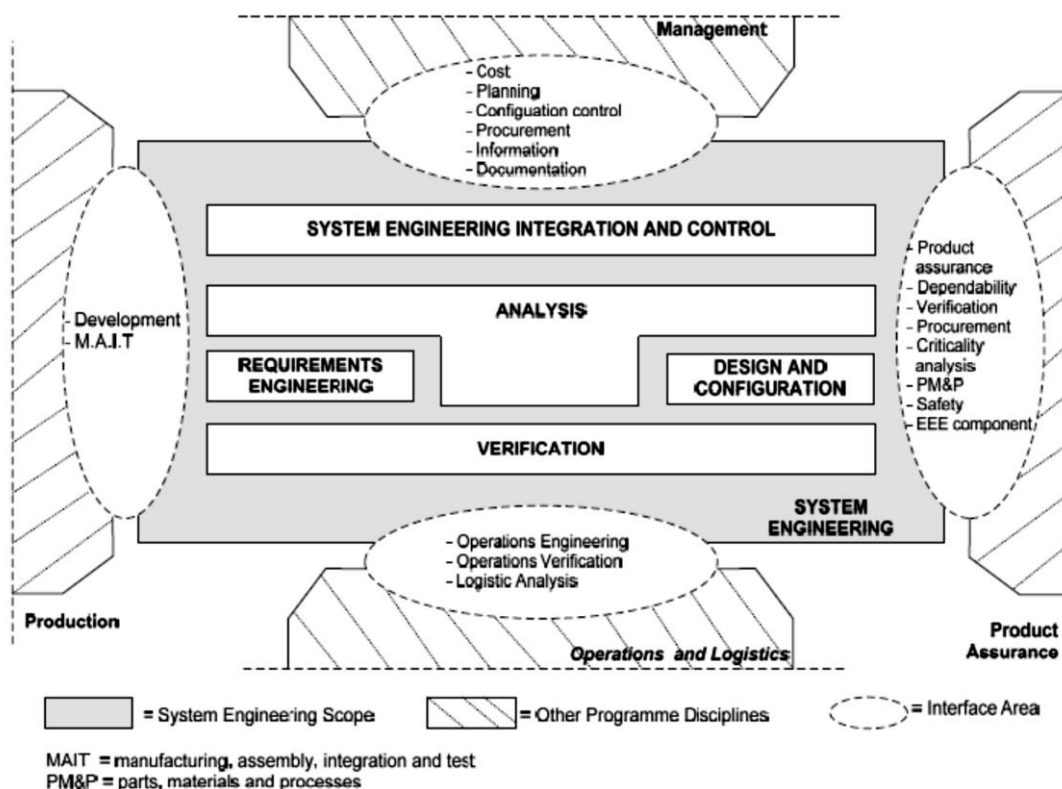 Management
- Cost
- Planning
- Configuation control
- Procurement
- Information
- Documentation
SYSTEM ENGINEERING INTEGRATION AND CONTROL
ANALYSIS
- Development
- M.A.I.T
REQUIREMENTS
ENGINEERING
DESIGN AND
CONFIGURATION
- Product
assurance
- Dependability
- Verification
- Procurement
- Criticality
analysis
- PM&P
- Safety
- EEE component
VERIFICATION
SYSTEM
ENGINEERING
- Operations Engineering
- Operations Verification
- Logistic Analysis
Production
Operations and Logistics
Product
Assurance
= System Engineering Scope
= Other Programme Disciplines
= Interface Area
MAIT = manufacturing, assembly, integration and test
PM&P = parts, materials and processes